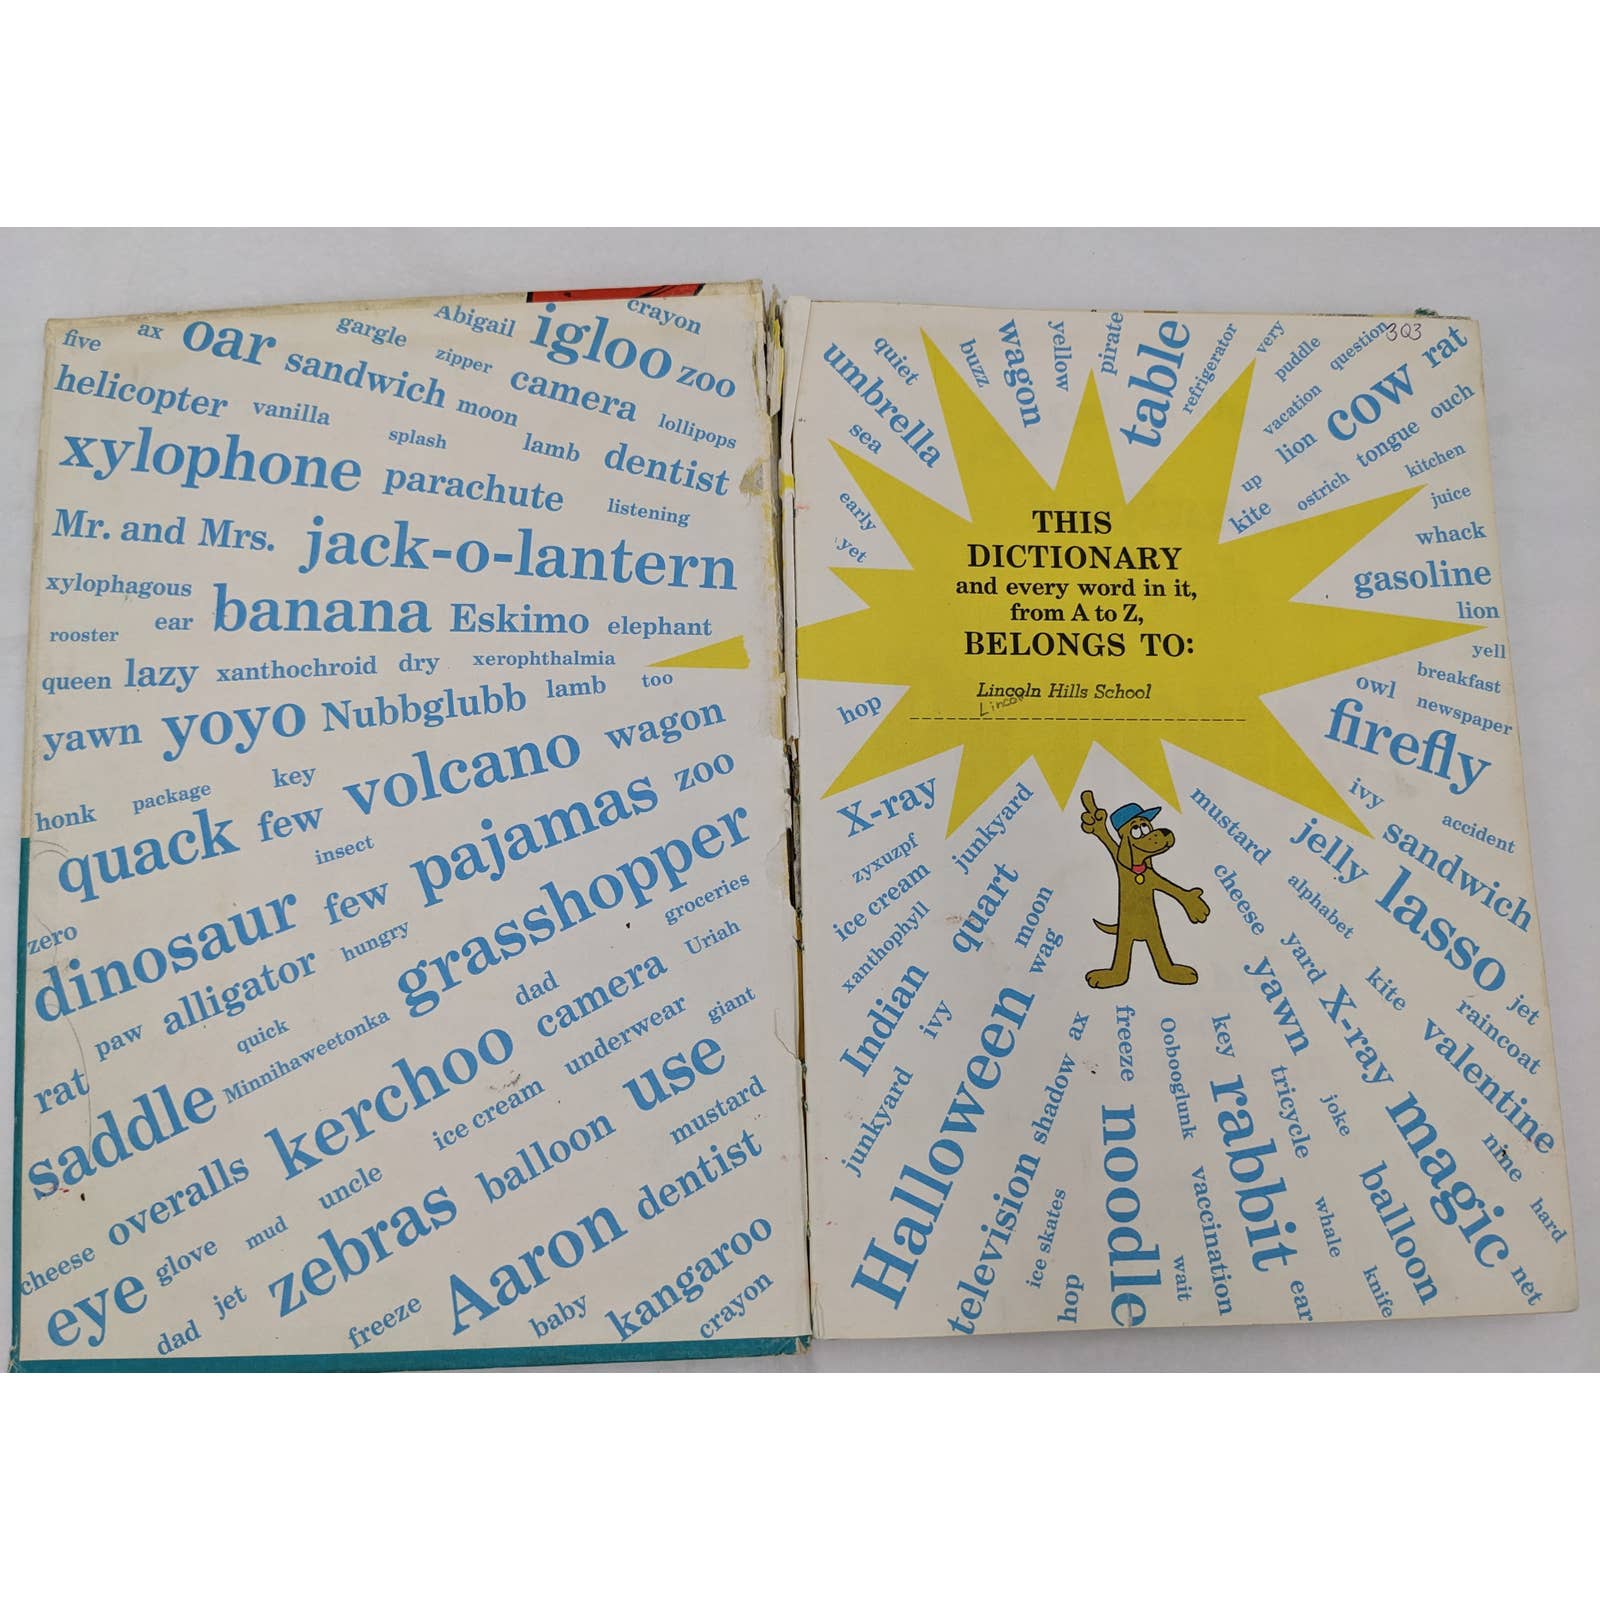 five ax oar gargle Abigail igloo crayon
sandwich zipper camera zoo
helicopter vanilla moon lollipops
splash lamb dentist
xylophone parachute listening
Mr. and Mrs. jack-o-lantern
xylophagous banana Eskimo elephant
rooster ear
queen lazy xanthochroid dry xerophthalmia
yawn yoyo Nubbglubb lamb too
honk package key volcano wagon
quack few insect pajamas zoo
zero dinosaur few hungry grasshopper groceries
paw alligator quick dad camera Uriah
rat saddle Minnihaweetonka kerchoo underwear giant
cheese overalls uncle ice cream balloon use mustard
eye glove mud zebras Aaron dentist
dad jet freeze baby kangaroo crayon
umbrella quiet buzz wagon yellow pirate table refrigerator very puddle question 303
sea vacation lion cow rat
up tongue ouch
early kite ostrich kitchen
yet juice
whack
gasoline
lion
yell
breakfast
owl newspaper
hop firefly
THIS
DICTIONARY
and every word in it,
from A to Z,
BELONGS TO:
Lincoln Hills School
Lincoln
X-ray junkyard mustard jelly ivy accident
zyxuzpf sandwich
ice cream quart moon cheese alphabet lasso
xanthophyll wag yard kite jet
Indian ivy yawn X-ray raincoat
junkyard Halloween shadow ax freeze Oobooglunk key tricycle joke valentine
television ice skates noodle rabbit magic nine
hop vaccination whale balloon hard
wait ear knife net